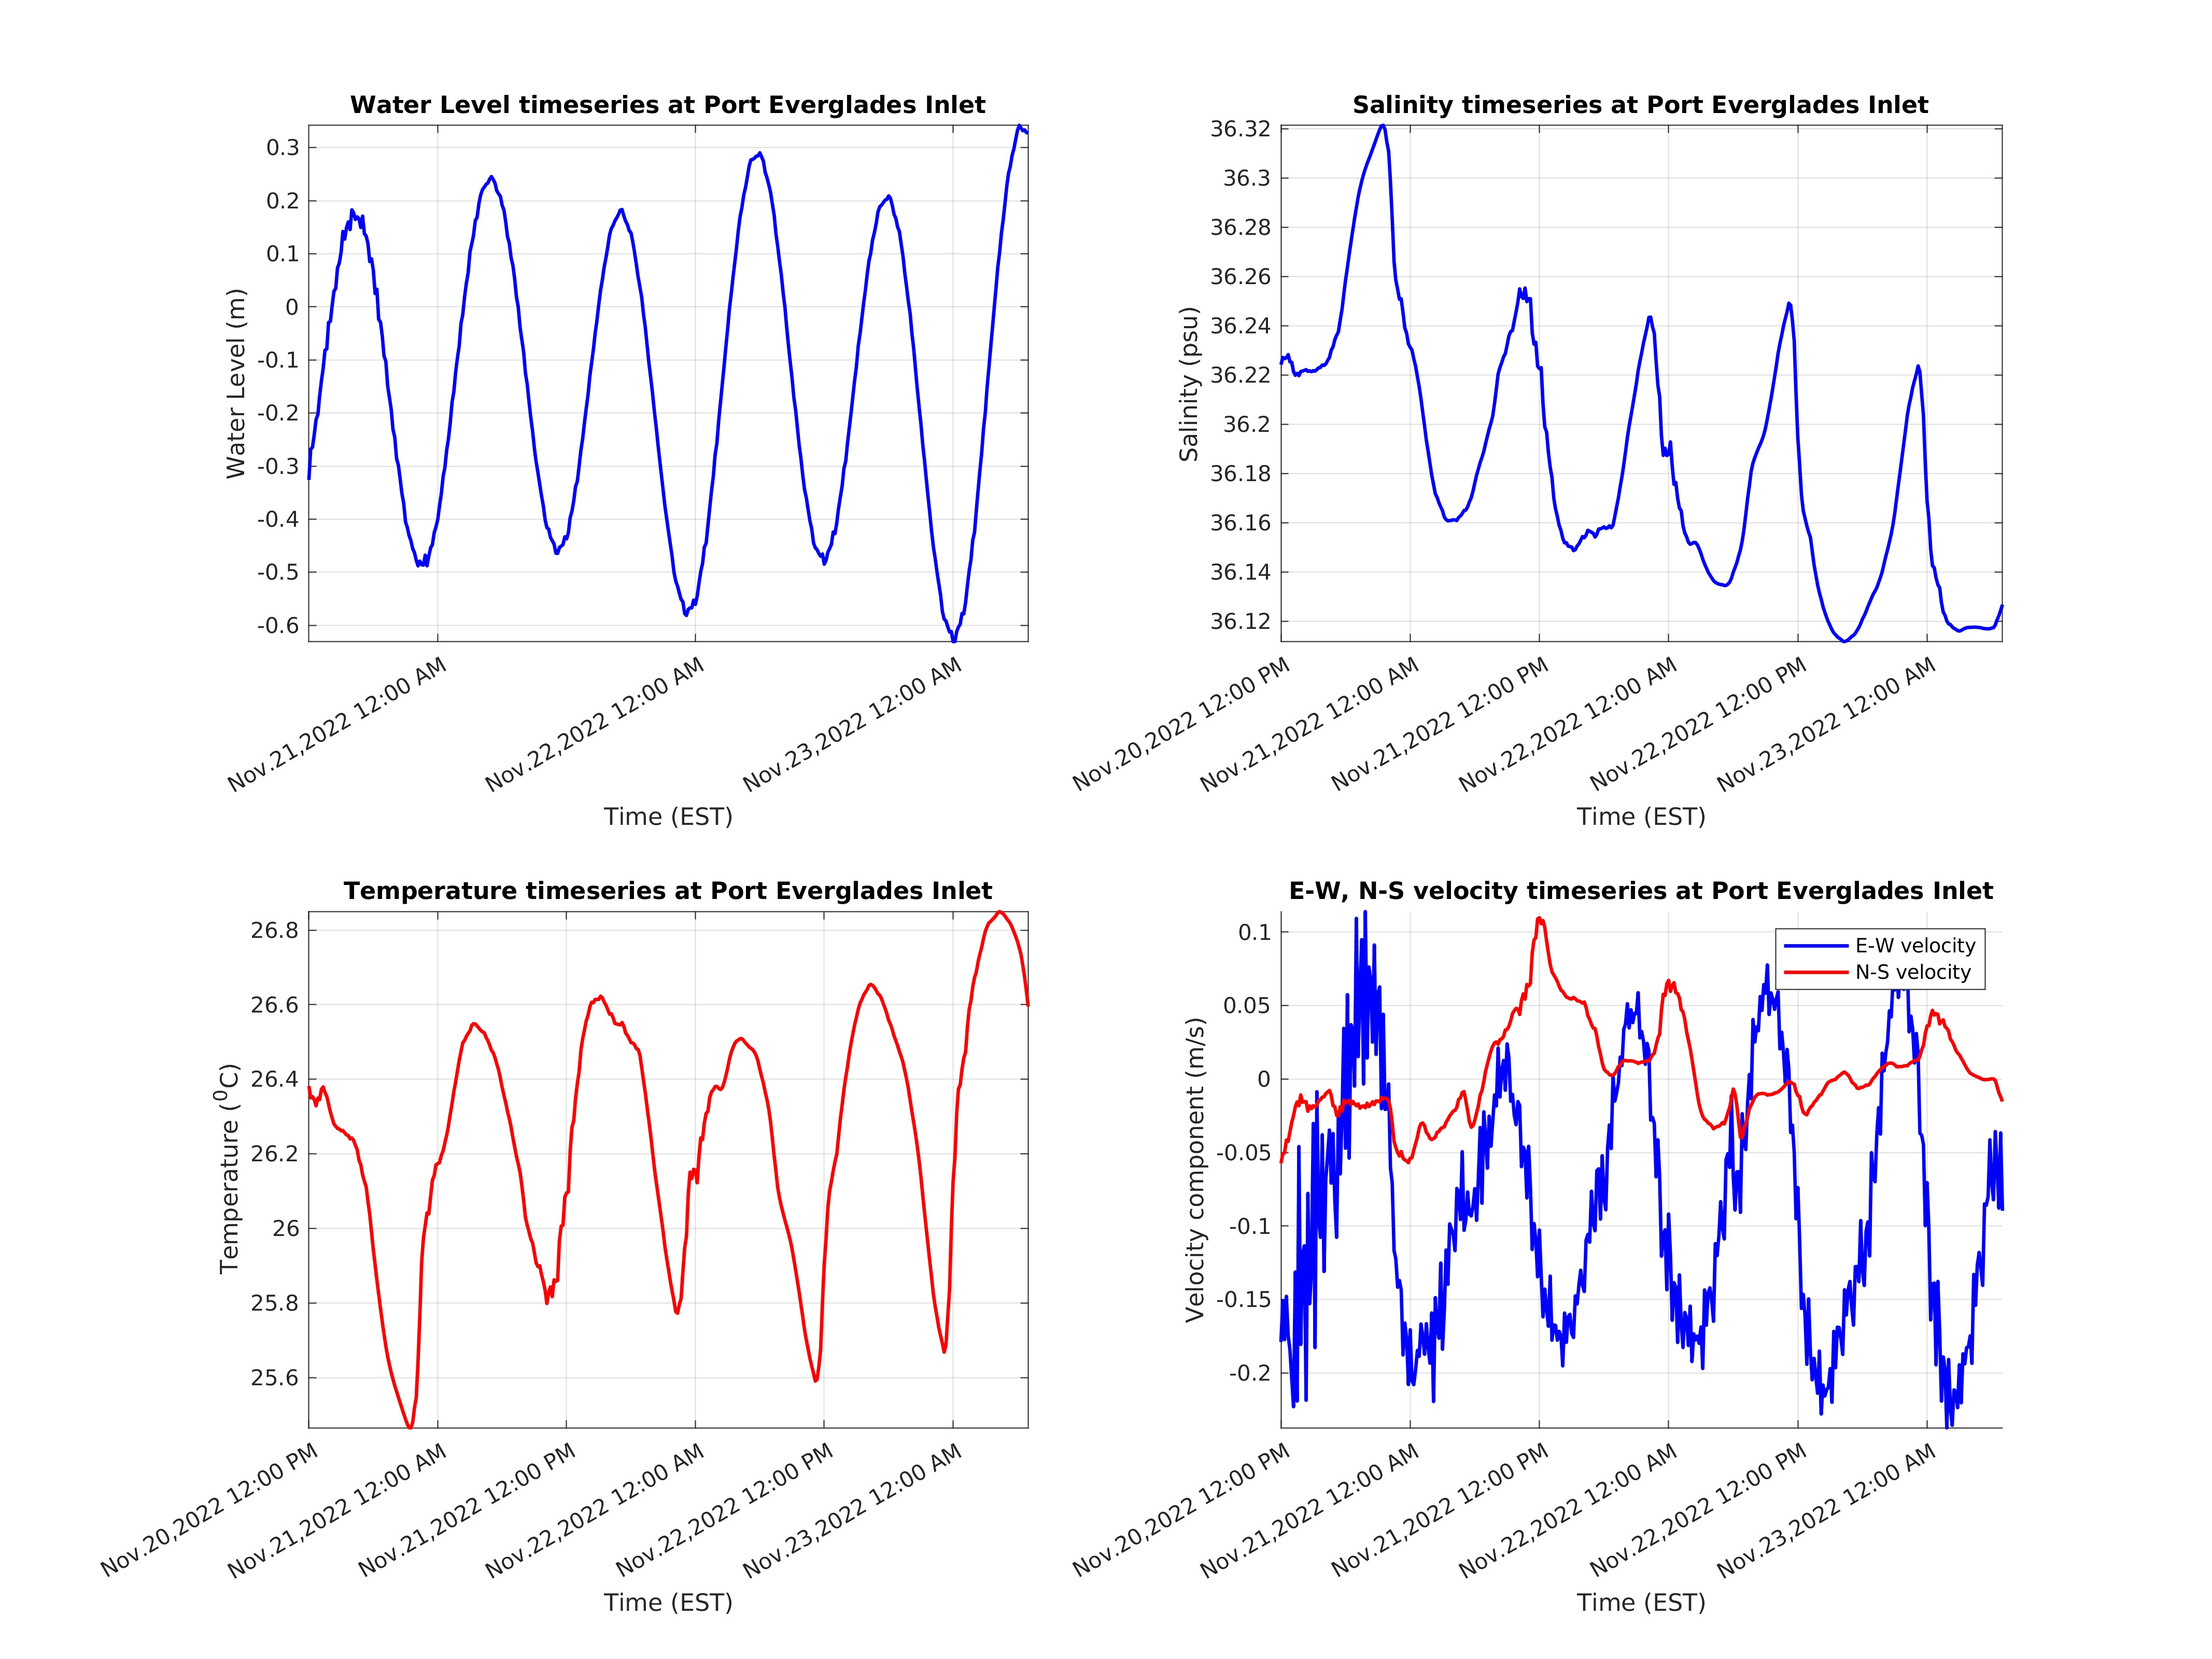 Water Level timeseries at Port Everglades Inlet
0.3
0.2
0.1
0
-0.1
-0.2
-0.3
-0.4
-0.5
-0.6
Water Level (m)
Nov.21,2022 12:00 AM
Nov.22,2022 12:00 AM
Nov.23,2022 12:00 AM
Time (EST)
Salinity timeseries at Port Everglades Inlet
36.32
36.3
36.28
36.26
36.24
36.22
36.2
36.18
36.16
36.14
36.12
Salinity (psu)
Nov.20,2022 12:00 PM
Nov.21,2022 12:00 AM
Nov.21,2022 12:00 PM
Nov.22,2022 12:00 AM
Nov.22,2022 12:00 PM
Nov.23,2022 12:00 AM
Time (EST)
Temperature timeseries at Port Everglades Inlet
26.8
26.6
26.4
26.2
26
25.8
25.6
Temperature (⁰C)
Nov.20,2022 12:00 PM
Nov.21,2022 12:00 AM
Nov.21,2022 12:00 PM
Nov.22,2022 12:00 AM
Nov.22,2022 12:00 PM
Nov.23,2022 12:00 AM
Time (EST)
E-W, N-S velocity timeseries at Port Everglades Inlet
E-W velocity
N-S velocity
0.1
0.05
0
-0.05
-0.1
-0.15
-0.2
Velocity component (m/s)
Nov.20,2022 12:00 PM
Nov.21,2022 12:00 AM
Nov.21,2022 12:00 PM
Nov.22,2022 12:00 AM
Nov.22,2022 12:00 PM
Nov.23,2022 12:00 AM
Time (EST)